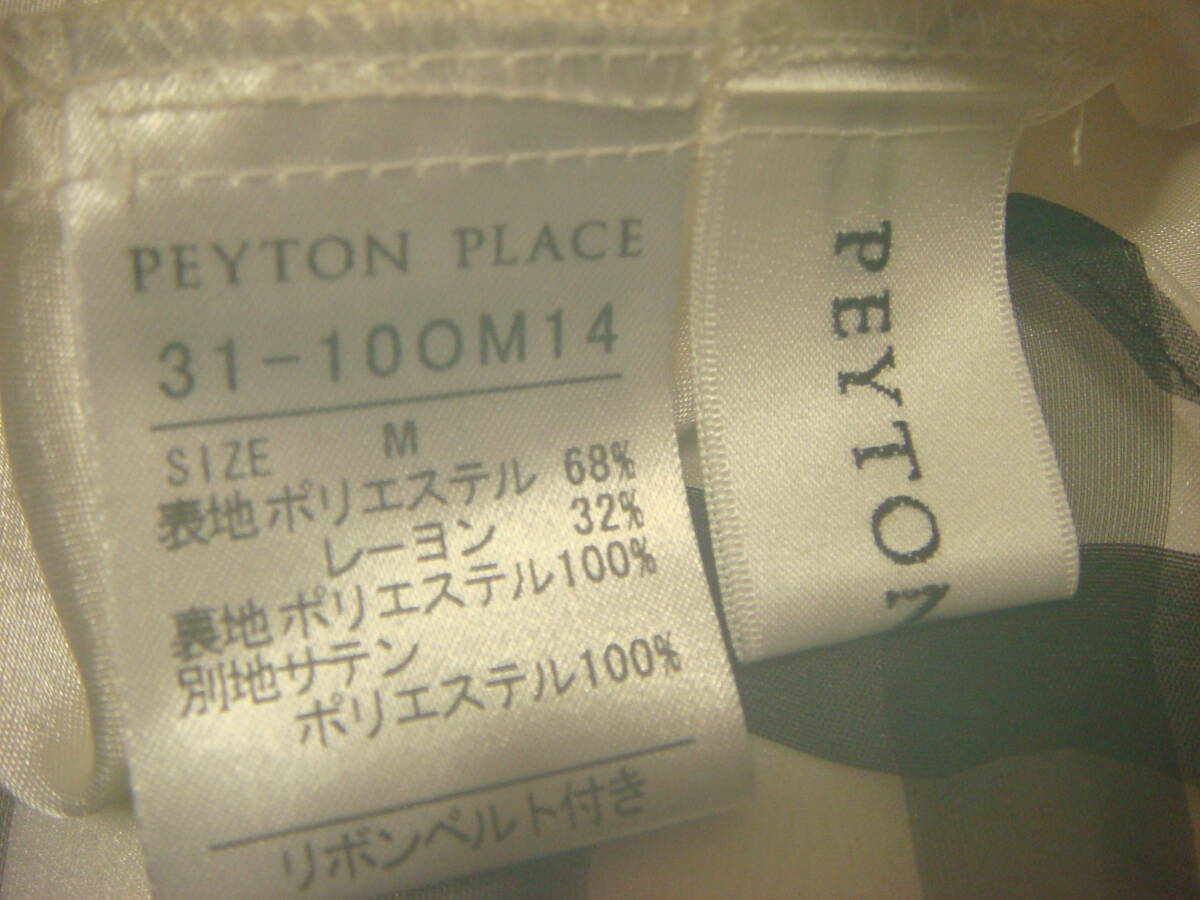 PEYTON PLACE
31-100M14
SIZE M
表地ポリエステル 68%
レーヨン 32%
裏地ポリエステル100%
別地サテン
ポリエステル100%
リボンベルト付き
PEYTON